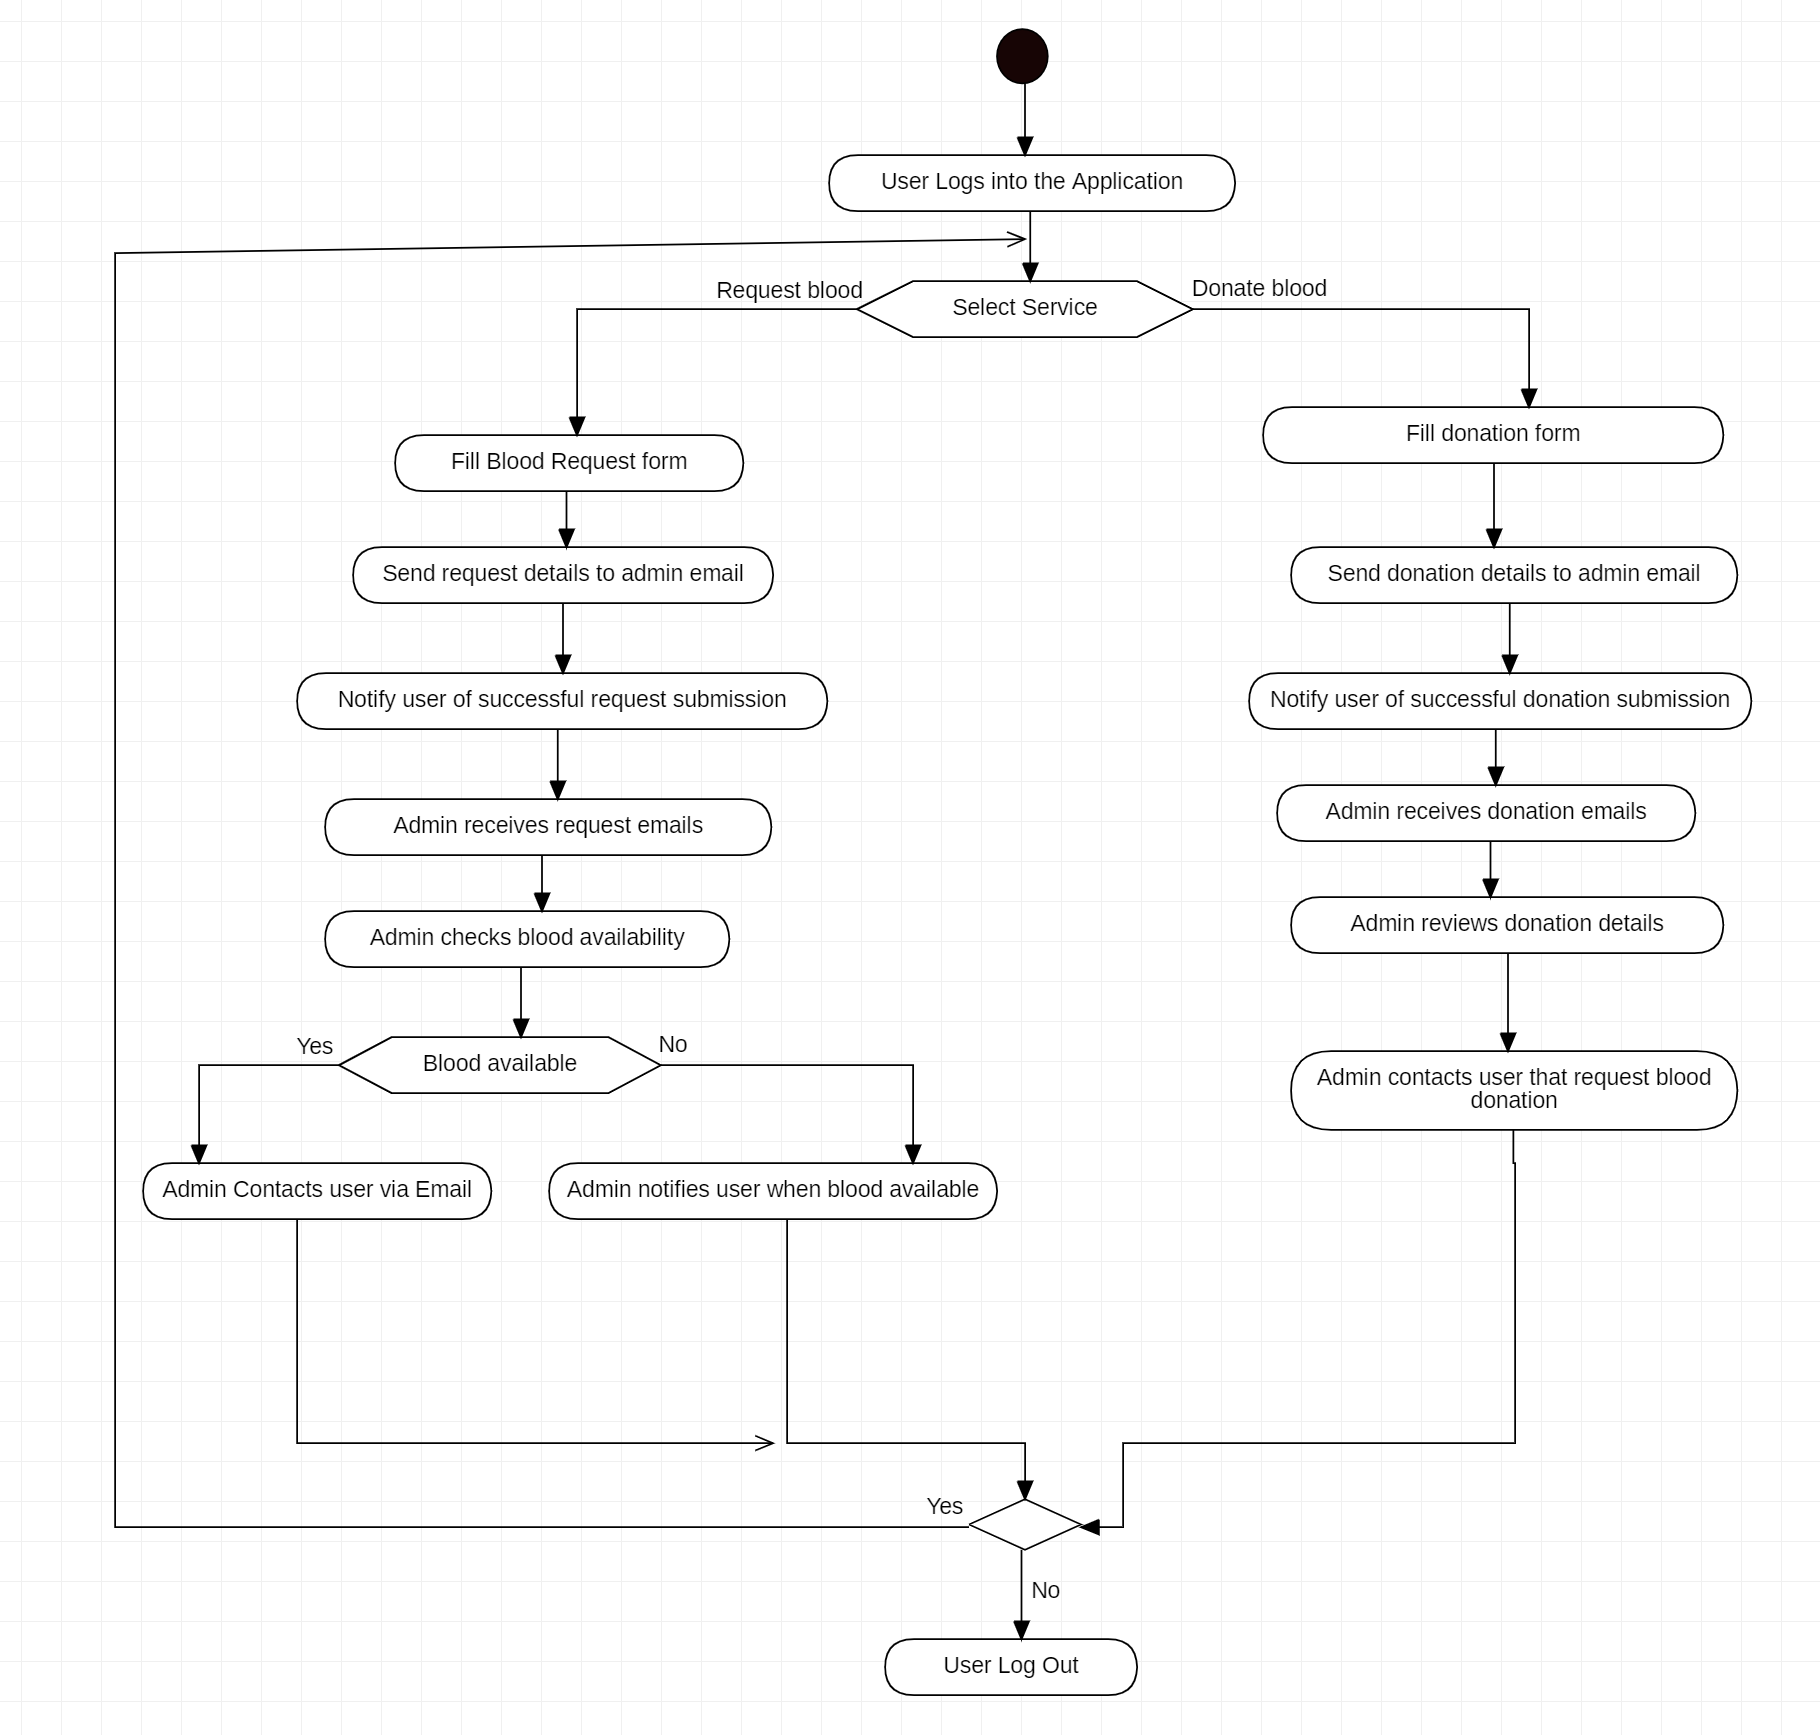 User Logs into the Application
Request blood
Select Service
Donate blood
Fill Blood Request form
Fill donation form
Send request details to admin email
Send donation details to admin email
Notify user of successful request submission
Notify user of successful donation submission
Admin receives request emails
Admin receives donation emails
Admin checks blood availability
Admin reviews donation details
Yes
Blood available
No
Admin contacts user that request blood
donation
Admin Contacts user via Email
Admin notifies user when blood available
Yes
No
User Log Out